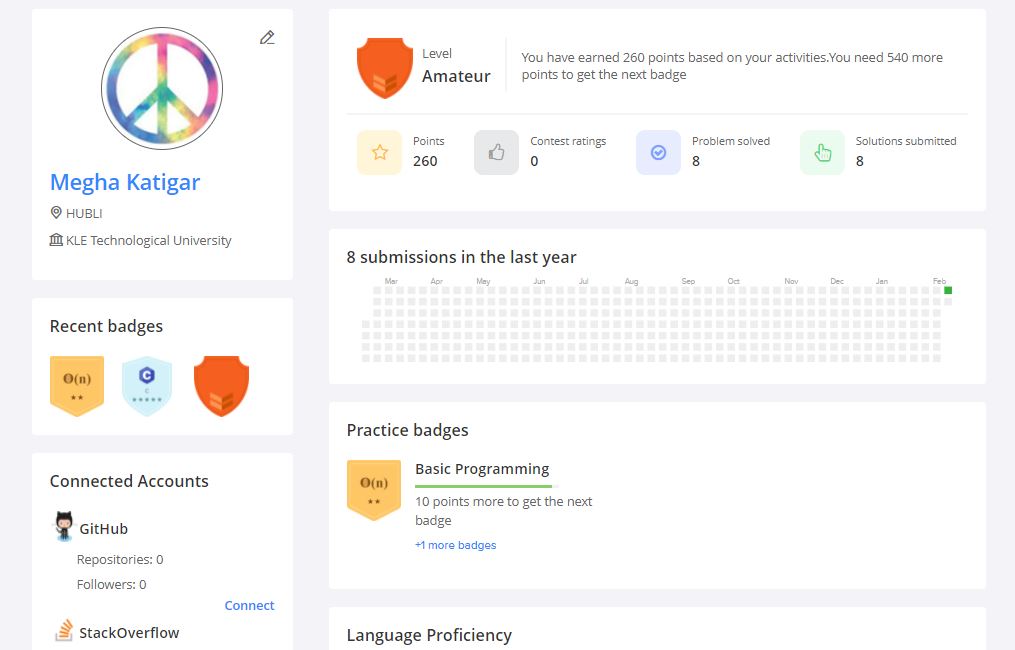 Megha Katigar
HUBLI
KLE Technological University
Recent badges
O(n)
C
C
Connected Accounts
GitHub
Repositories: 0
Followers: 0
Connect
StackOverflow
Level
Amateur
You have earned 260 points based on your activities.You need 540 more
points to get the next badge
Points
260
Contest ratings
0
Problem solved
8
Solutions submitted
8
8 submissions in the last year
Mar Apr May Jun Jul Aug Sep Oct Nov Dec Jan Feb
Practice badges
O(n)
Basic Programming
10 points more to get the next
badge
+1 more badges
Language Proficiency